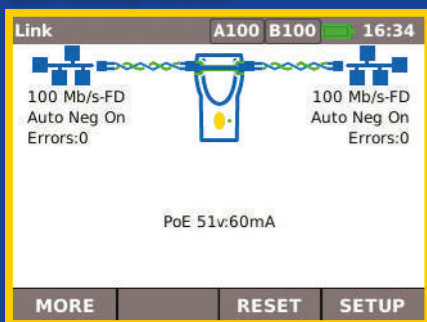 Link A100 B100 16:34
100 Mb/s-FD 100 Mb/s-FD
Auto Neg On Auto Neg On
Errors:0 Errors:0
PoE 51v:60mA
MORE RESET SETUP